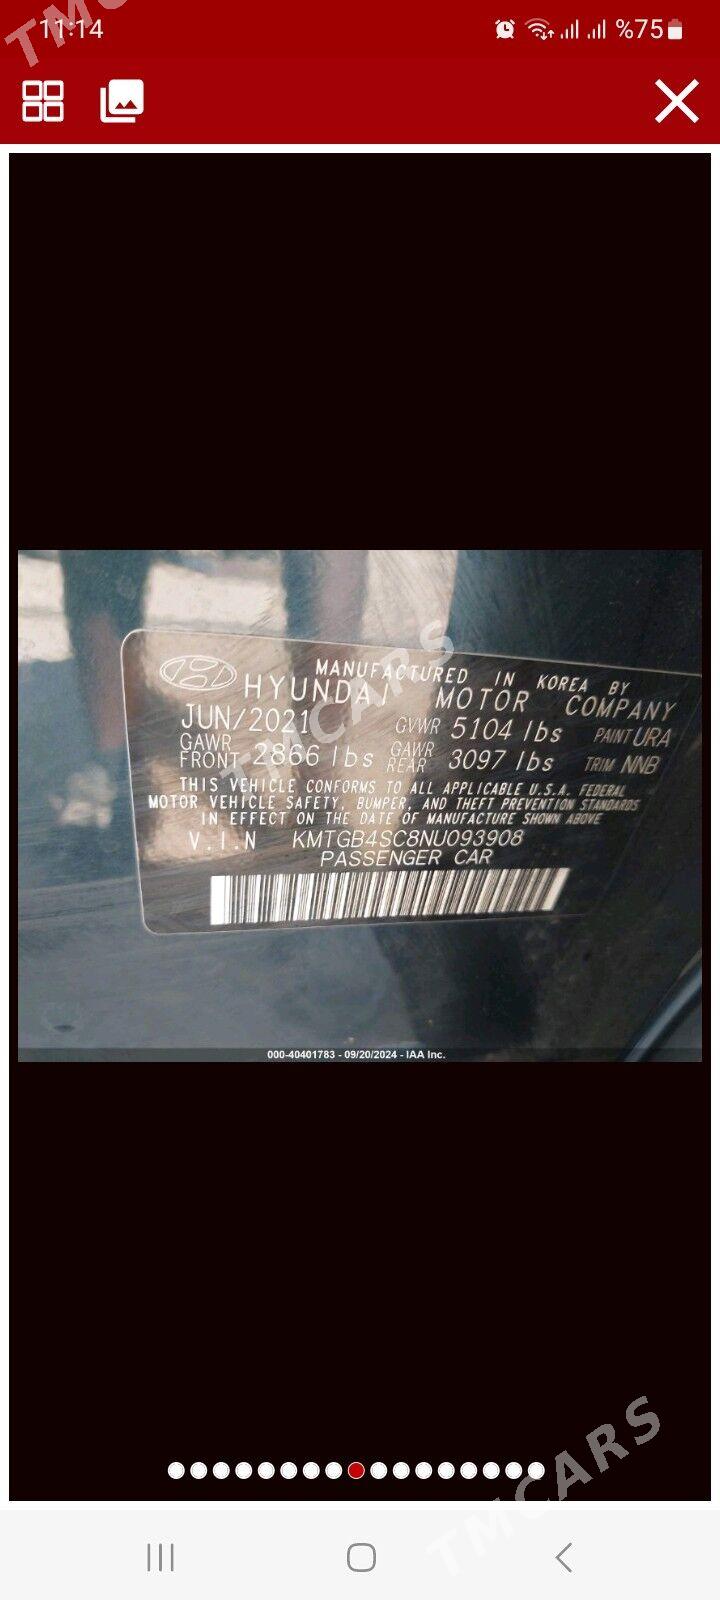 11:14
%75
TMCARS
MANUFACTURED IN KOREA BY
HYUNDAI MOTOR COMPANY
JUN/2021 GVWR 5104 lbs PAINT URA
GAWR FRONT 2866 lbs GAWR REAR 3097 lbs TRIM NNB
THIS VEHICLE CONFORMS TO ALL APPLICABLE U.S.A. FEDERAL
MOTOR VEHICLE SAFETY, BUMPER, AND THEFT PREVENTION STANDARDS
IN EFFECT ON THE DATE OF MANUFACTURE SHOWN ABOVE
V.I.N KMTGB4SC8NU093908
PASSENGER CAR
000-40401783 - 09/20/2024 - IAA Inc.
TMCARS